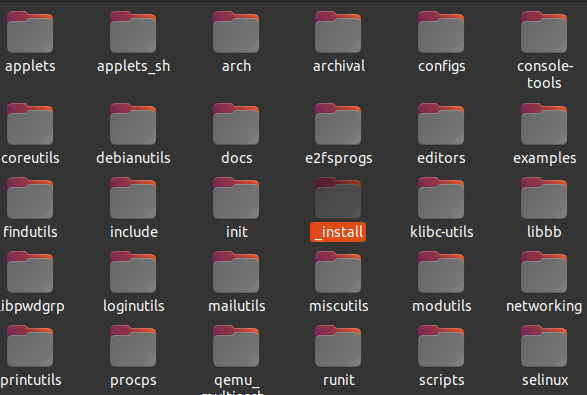 applets applets_sh arch archival configs console-
tools
coreutils debianutils docs e2fsprogs editors examples
findutils include init _install klibc-utils libbb
libpwdgrp loginutils mailutils miscutils modutils networking
printutils procps qemu_ runit scripts selinux